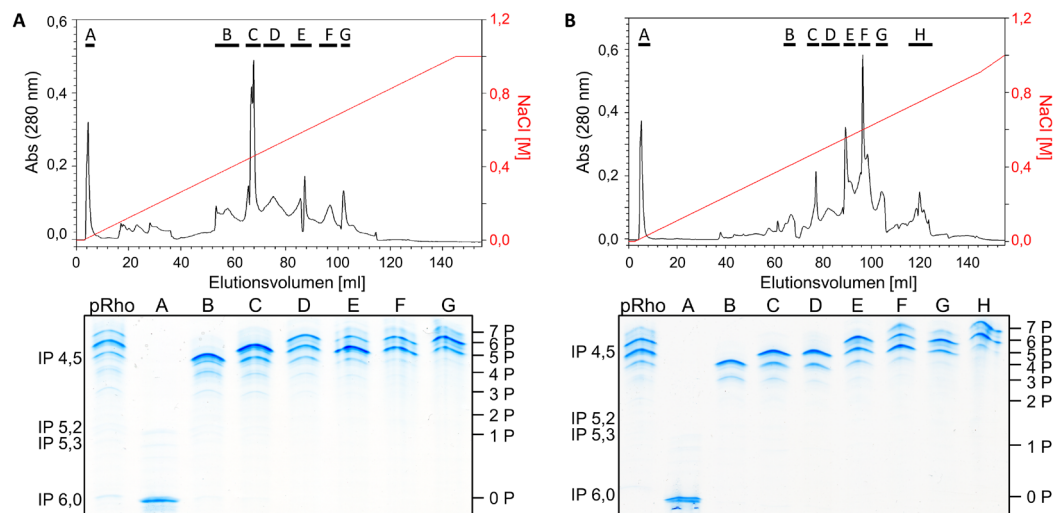 A
0,6
0,4
0,2
0,0
Abs (280 nm)
A B C D E F G
1,2
0,8
0,4
0,0
NaCl [M]
0 20 40 60 80 100 120 140
Elutionsvolumen [ml]
pRho A B C D E F G
IP 4,5
IP 5,2
IP 5,3
IP 6,0
7 P
6 P
5 P
4 P
3 P
2 P
1 P
0 P
B
0,6
0,4
0,2
0,0
Abs (280 nm)
A B C D E F G H
1,2
0,8
0,4
0,0
NaCl [M]
0 20 40 60 80 100 120 140
Elutionsvolumen [ml]
pRho A B C D E F G H
IP 4,5
IP 5,2
IP 5,3
IP 6,0
7 P
6 P
5 P
4 P
3 P
2 P
1 P
0 P